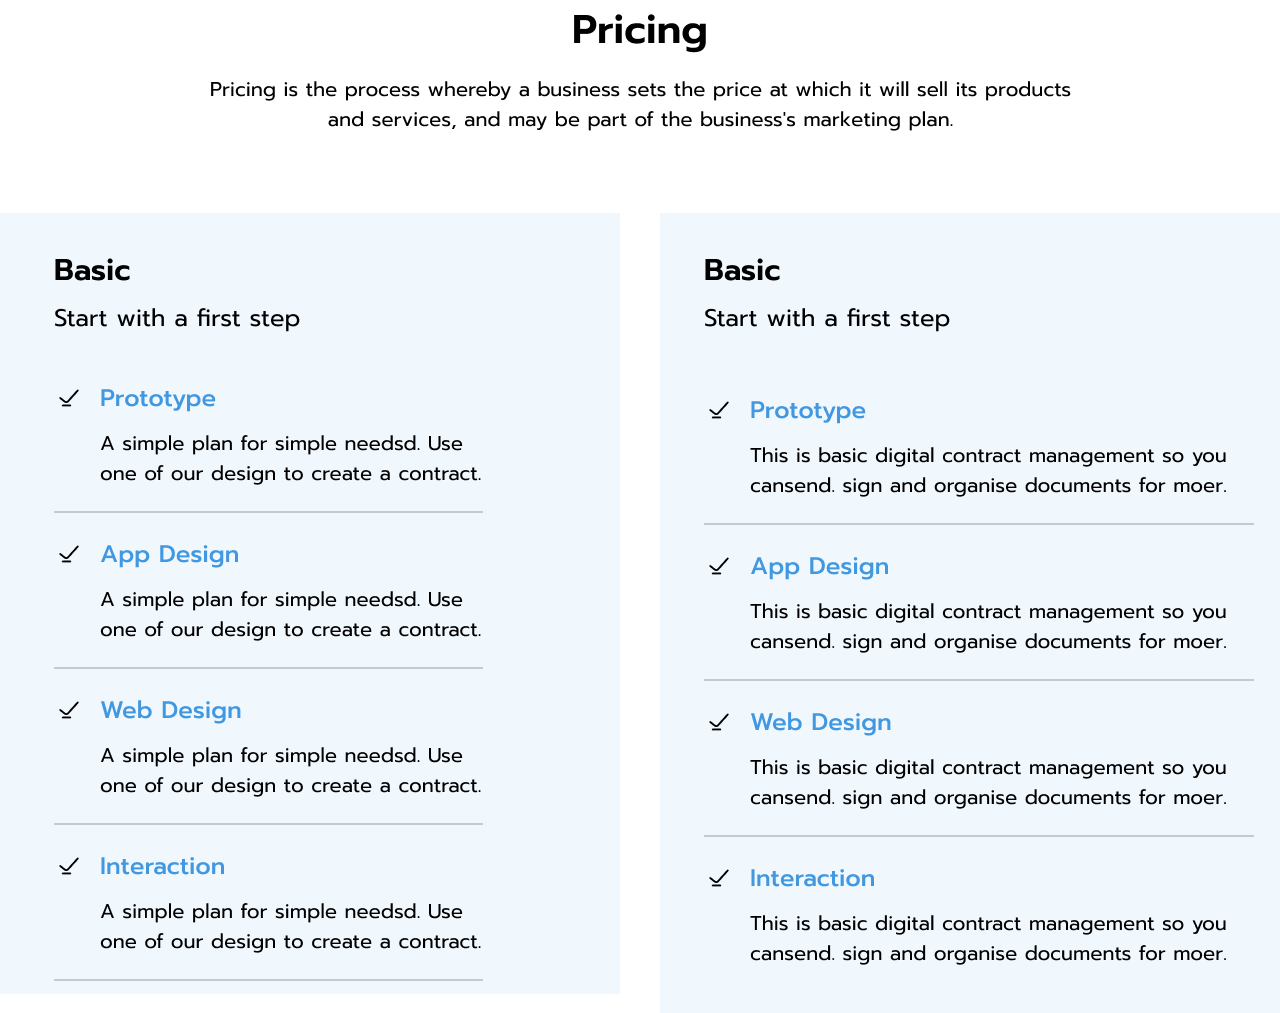 Pricing
Pricing is the process whereby a business sets the price at which it will sell its products
and services, and may be part of the business's marketing plan.
Basic
Start with a first step
Prototype
A simple plan for simple needsd. Use
one of our design to create a contract.
App Design
A simple plan for simple needsd. Use
one of our design to create a contract.
Web Design
A simple plan for simple needsd. Use
one of our design to create a contract.
Interaction
A simple plan for simple needsd. Use
one of our design to create a contract.
Basic
Start with a first step
Prototype
This is basic digital contract management so you
cansend. sign and organise documents for moer.
App Design
This is basic digital contract management so you
cansend. sign and organise documents for moer.
Web Design
This is basic digital contract management so you
cansend. sign and organise documents for moer.
Interaction
This is basic digital contract management so you
cansend. sign and organise documents for moer.